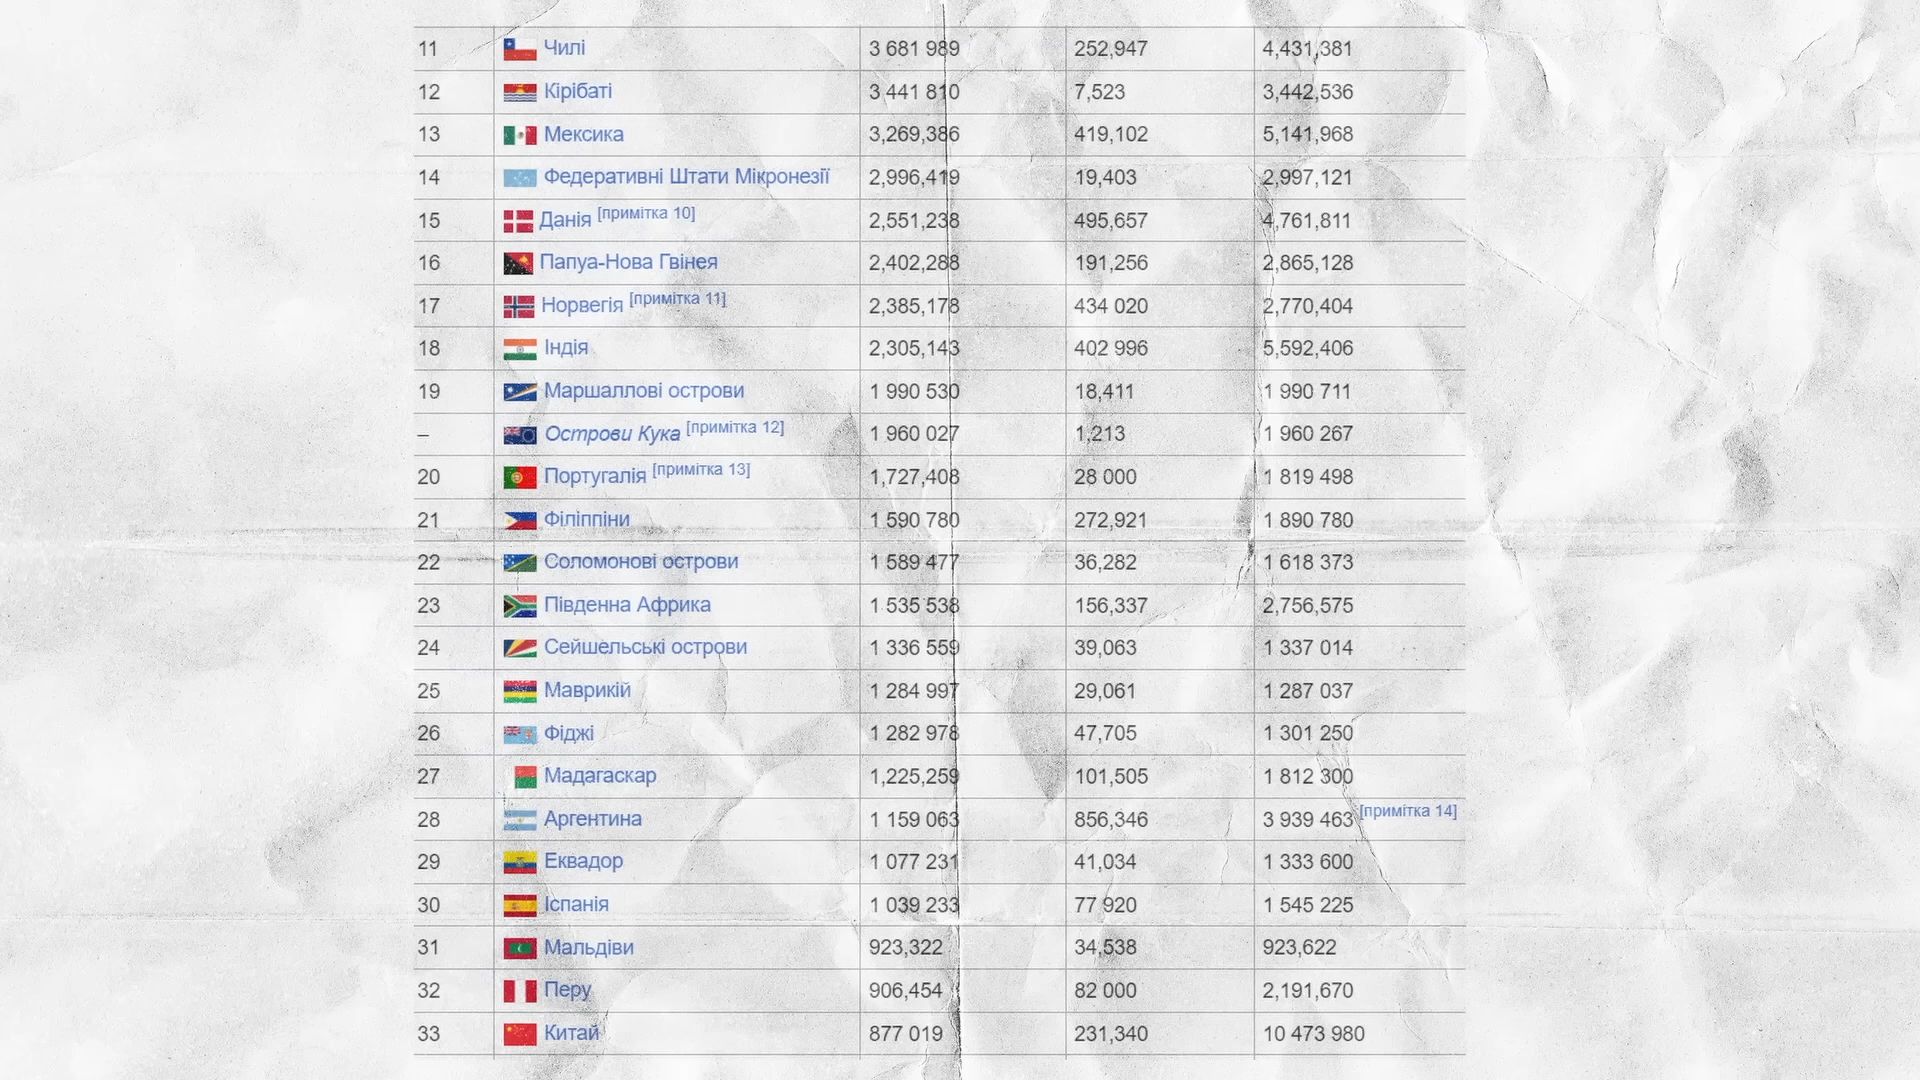 11 Чилі 3 681 989 252,947 4,431,381
12 Кірібаті 3 441 810 7,523 3,442,536
13 Мексика 3,269,386 419,102 5,141,968
14 Федеративні Штати Мікронезії 2,996,419 19,403 2,997,121
15 Данія [примітка 10] 2,551,238 495,657 4,761,811
16 Папуа-Нова Гвінея 2,402,288 191,256 2,865,128
17 Норвегія [примітка 11] 2,385,178 434 020 2,770,404
18 Індія 2,305,143 402 996 5,592,406
19 Маршаллові острови 1 990 530 18,411 1 990 711
– Острови Кука [примітка 12] 1 960 027 1,213 1 960 267
20 Португалія [примітка 13] 1,727,408 28 000 1 819 498
21 Філіппіни 1 590 780 272,921 1 890 780
22 Соломонові острови 1 589 477 36,282 1 618 373
23 Південна Африка 1 535 538 156,337 2,756,575
24 Сейшельські острови 1 336 559 39,063 1 337 014
25 Маврикій 1 284 997 29,061 1 287 037
26 Фіджі 1 282 978 47,705 1 301 250
27 Мадагаскар 1,225,259 101,505 1 812 300
28 Аргентина 1 159 063 856,346 3 939 463 [примітка 14]
29 Еквадор 1 077 231 41,034 1 333 600
30 Іспанія 1 039 233 77 920 1 545 225
31 Мальдіви 923,322 34,538 923,622
32 Перу 906,454 82 000 2,191,670
33 Китай 877 019 231,340 10 473 980